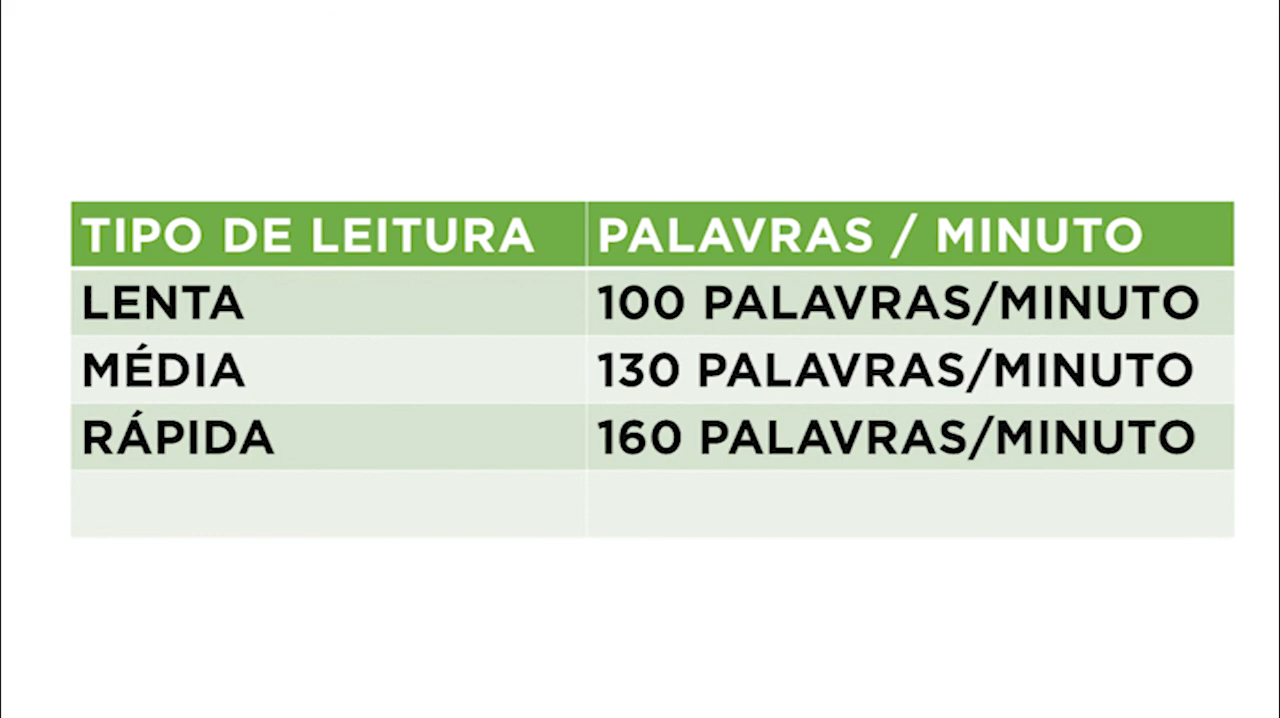 TIPO DE LEITURA PALAVRAS / MINUTO
LENTA 100 PALAVRAS/MINUTO
MÉDIA 130 PALAVRAS/MINUTO
RÁPIDA 160 PALAVRAS/MINUTO